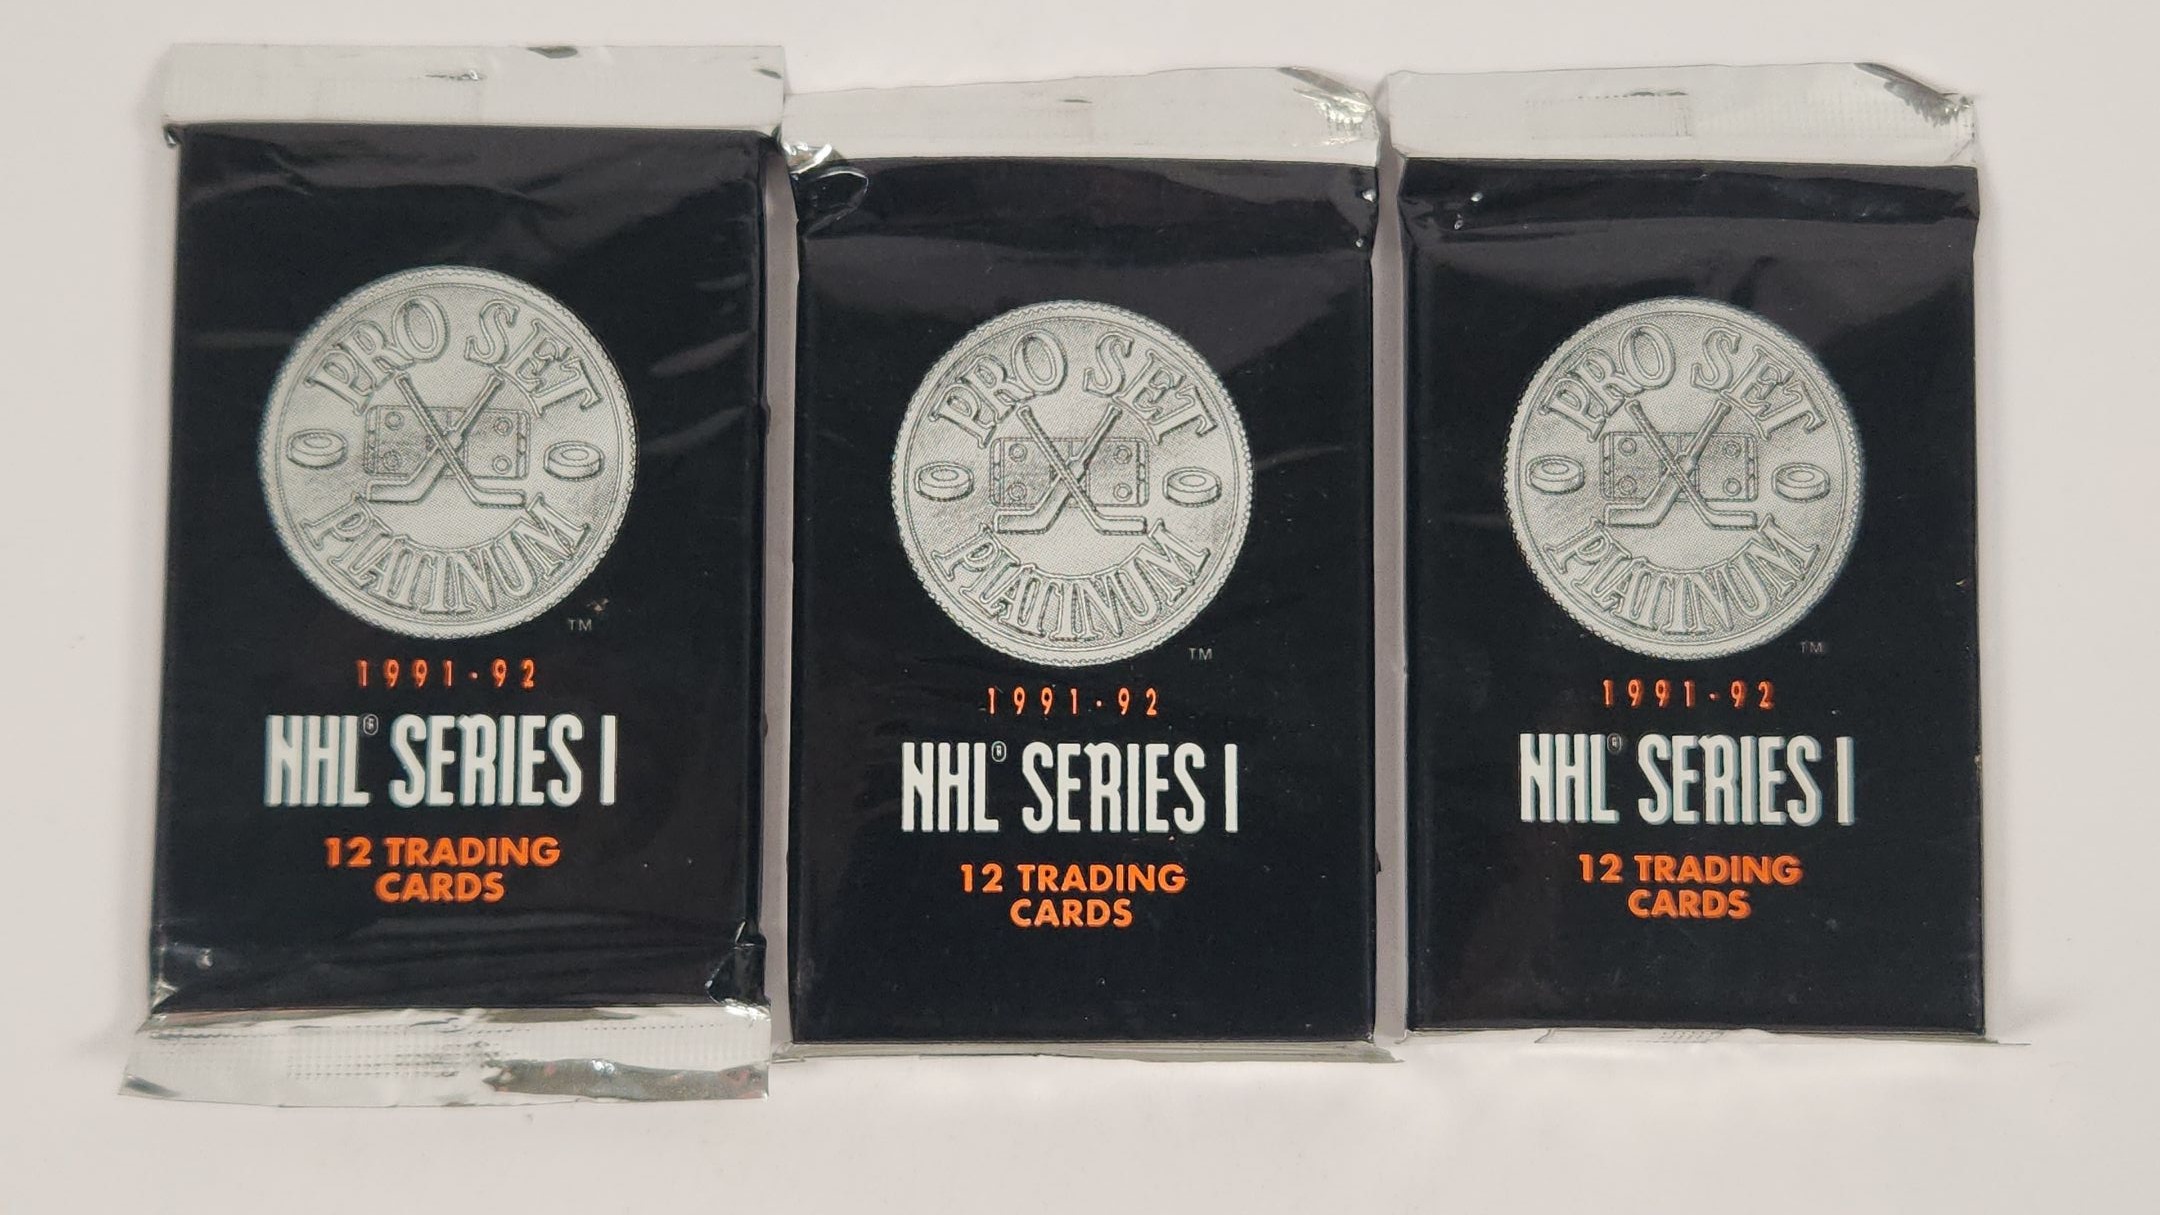 PRO SET
PLATINUM
TM
1991-92
NHL® SERIES I
12 TRADING
CARDS
PRO SET
PLATINUM
TM
1991-92
NHL® SERIES I
12 TRADING
CARDS
PRO SET
PLATINUM
TM
1991-92
NHL® SERIES I
12 TRADING
CARDS